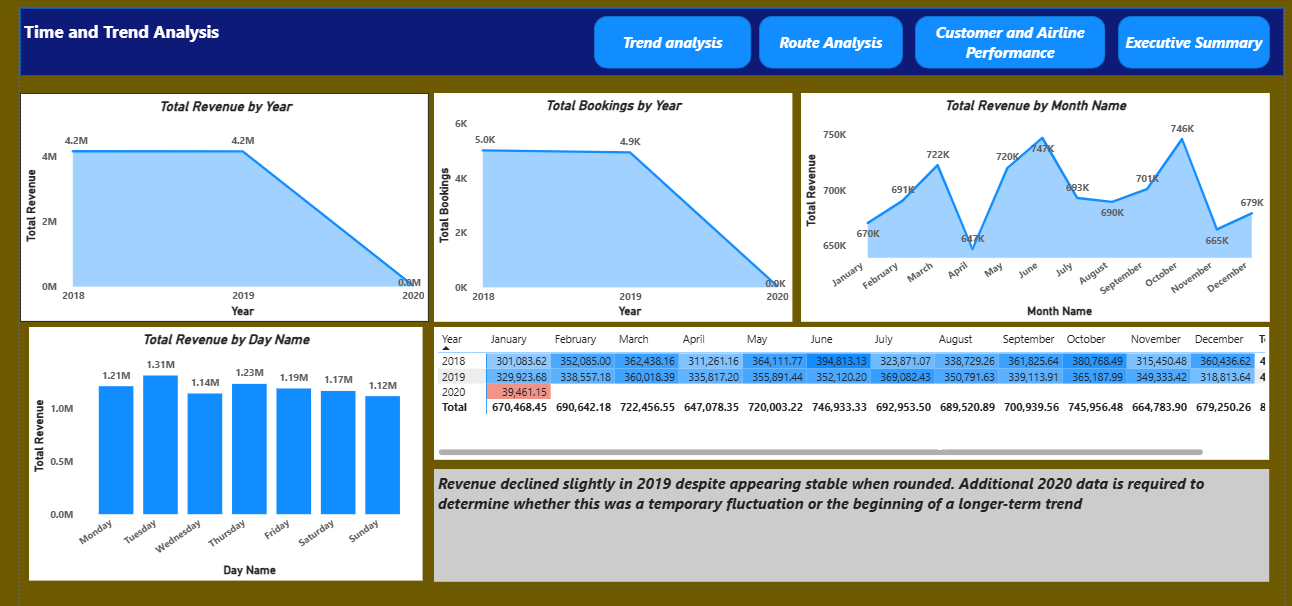 Time and Trend Analysis
Trend analysis
Route Analysis
Customer and Airline
Performance
Executive Summary
Total Revenue by Year
4.2M
4.2M
4M
2M
0M
0.0M
2018
2019
2020
Total Revenue
Year
Total Bookings by Year
6K
5.0K
4.9K
4K
2K
0K
0.0K
2018
2019
2020
Total Bookings
Year
Total Revenue by Month Name
750K
700K
650K
670K
691K
722K
647K
720K
747K
693K
690K
701K
746K
665K
679K
January
February
March
April
May
June
July
August
September
October
November
December
Total Revenue
Month Name
Total Revenue by Day Name
1.21M
1.31M
1.14M
1.23M
1.19M
1.17M
1.12M
1.0M
0.5M
0.0M
Monday
Tuesday
Wednesday
Thursday
Friday
Saturday
Sunday
Total Revenue
Day Name
Year January February March April May June July August September October November December
2018 301,083.62 352,085.00 362,438.16 311,261.16 364,111.77 394,813.13 323,871.07 338,729.26 361,825.64 380,768.49 315,450.48 360,436.62 4
2019 329,923.68 338,557.18 360,018.39 335,817.20 355,891.44 352,120.20 369,082.43 350,791.63 339,113.91 365,187.99 349,333.42 318,813.64 4
2020 39,461.15
Total 670,468.45 690,642.18 722,456.55 647,078.35 720,003.22 746,933.33 692,953.50 689,520.89 700,939.56 745,956.48 664,783.90 679,250.26 8
Revenue declined slightly in 2019 despite appearing stable when rounded. Additional 2020 data is required to
determine whether this was a temporary fluctuation or the beginning of a longer-term trend